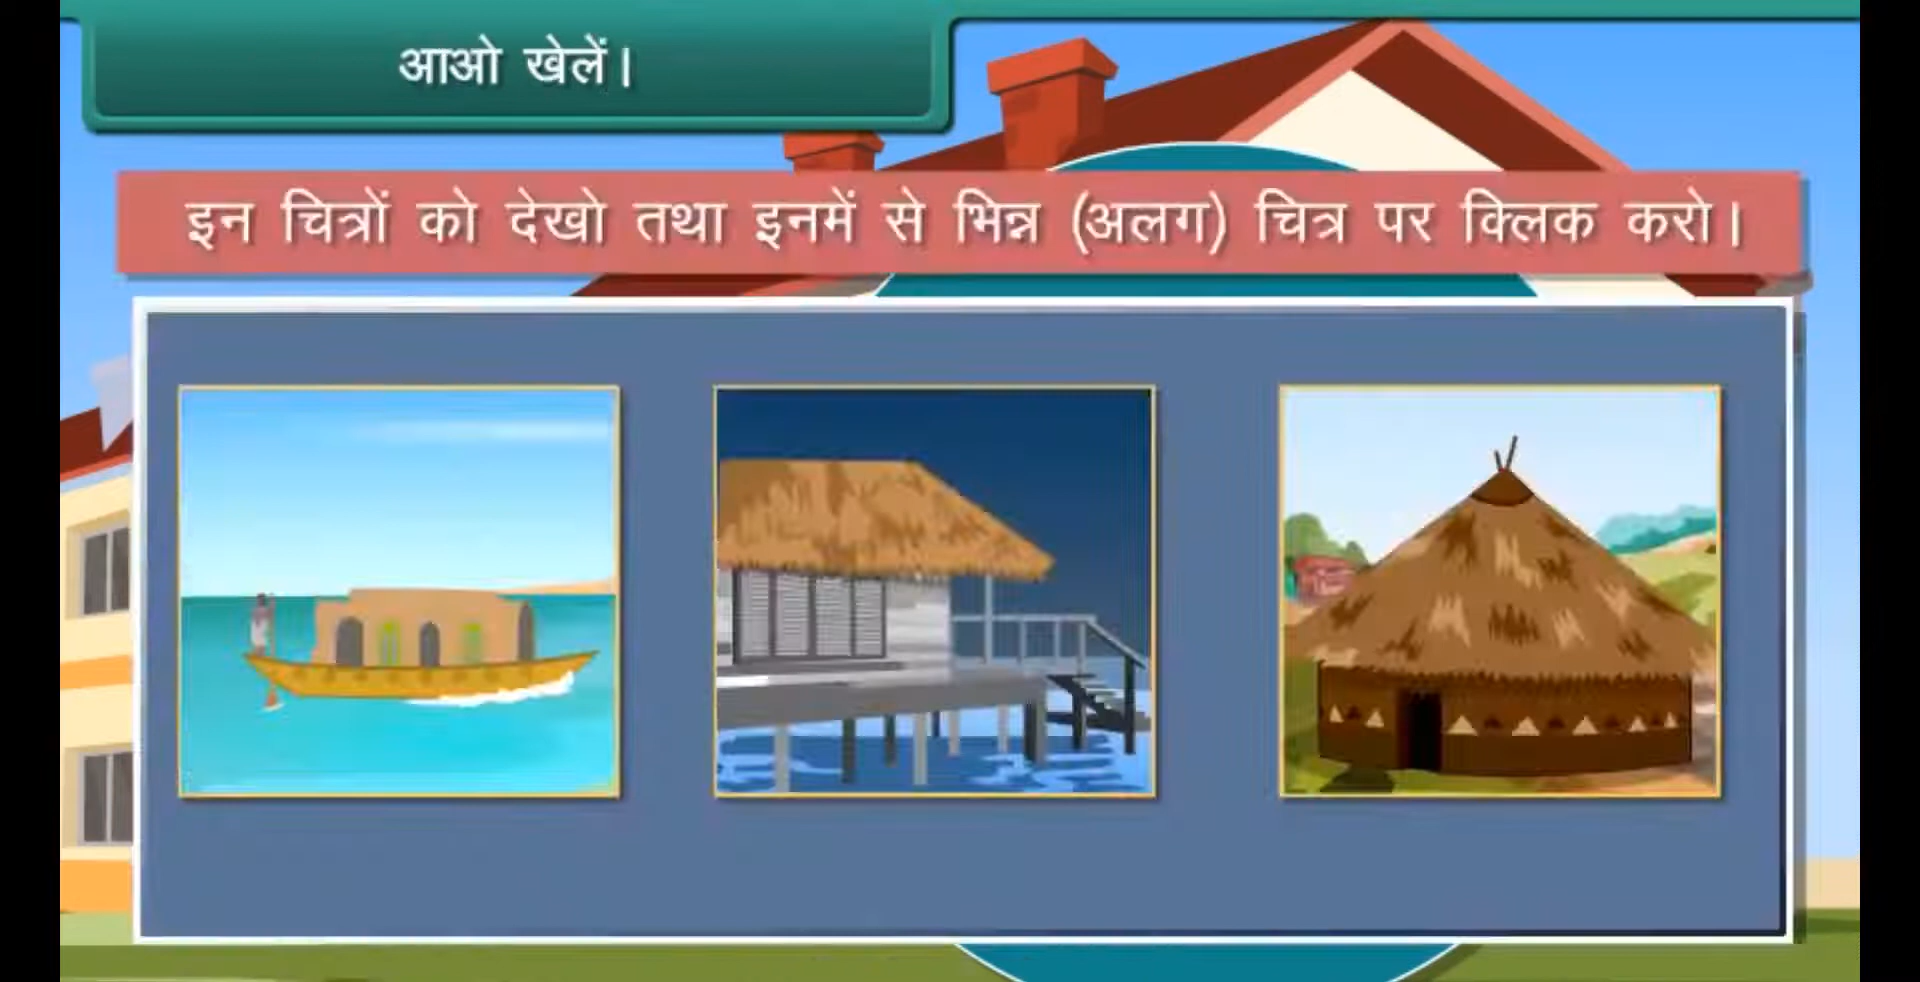 आओ खेलें।
इन चित्रों को देखो तथा इनमें से भिन्न (अलग) चित्र पर क्लिक करो।